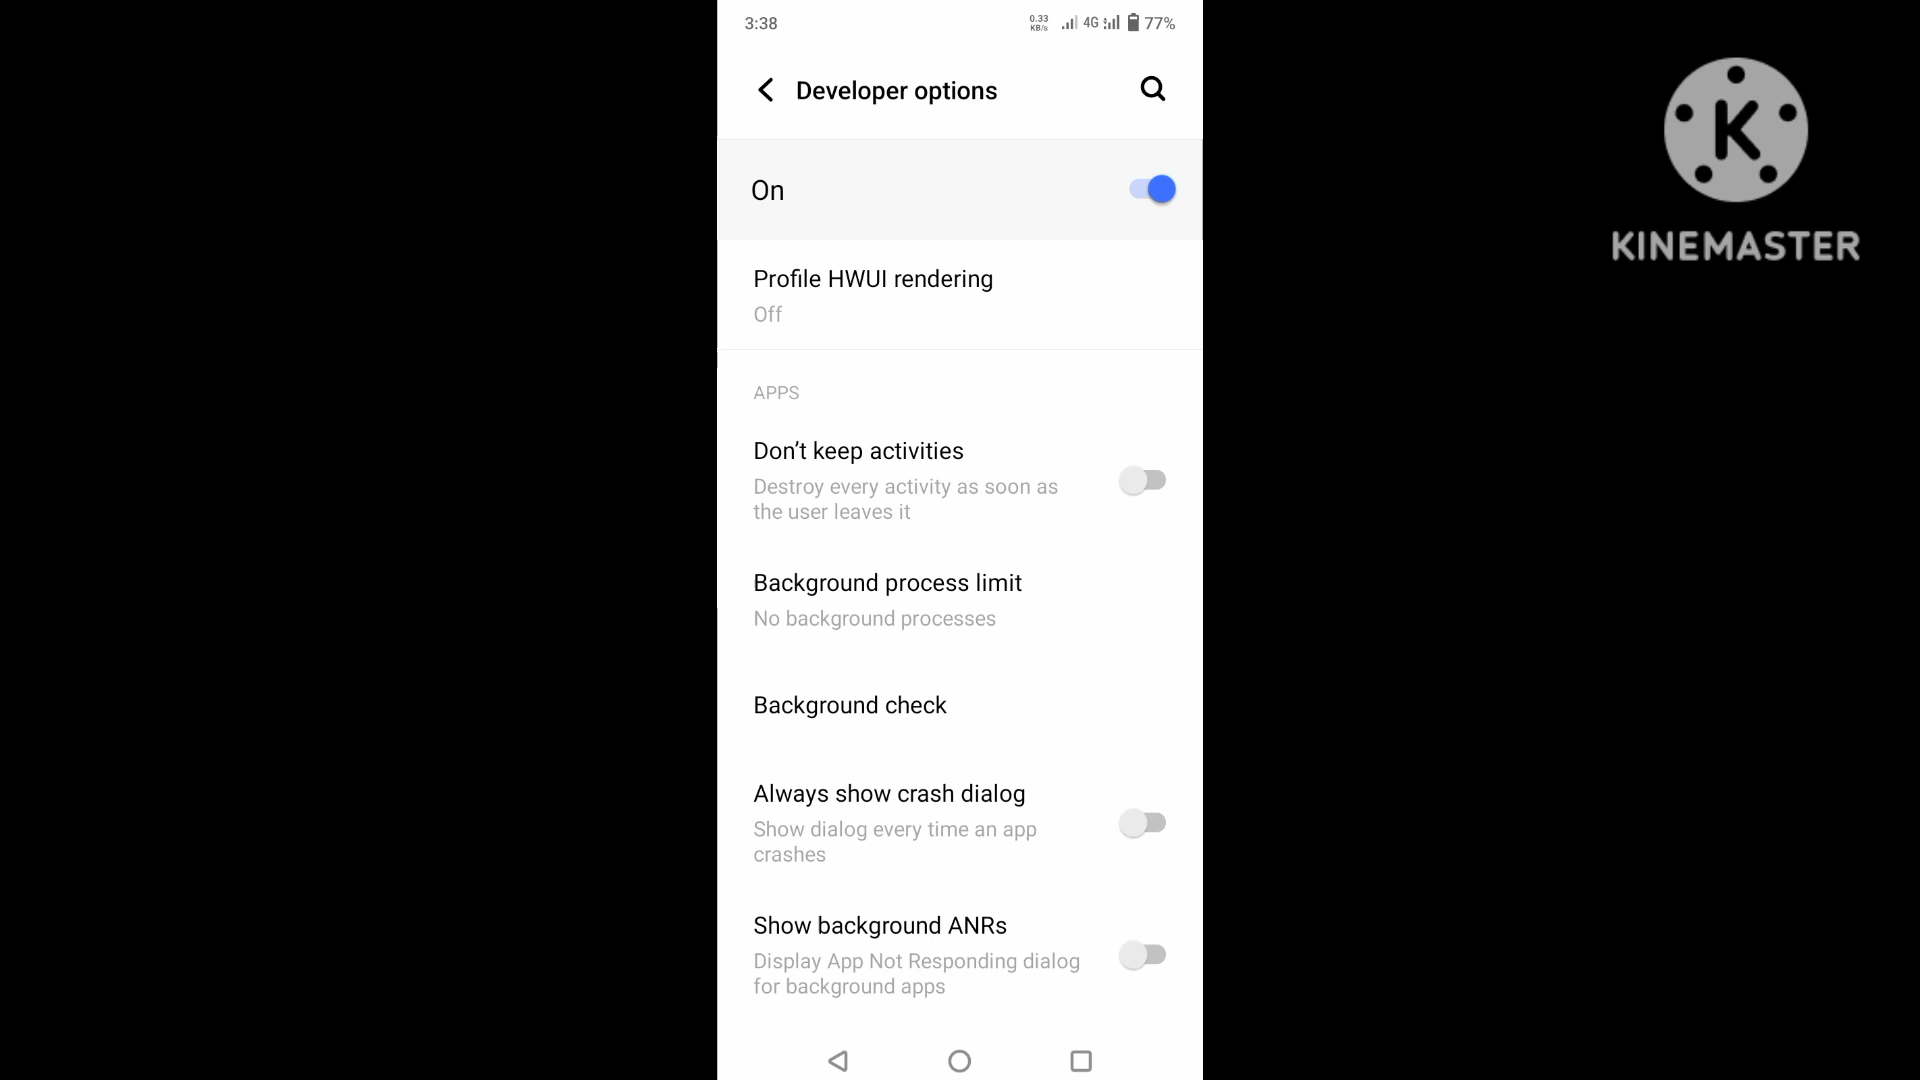 3:38
0.33
KB/s
4G
77%
Developer options
On
Profile HWUI rendering
Off
APPS
Don’t keep activities
Destroy every activity as soon as
the user leaves it
Background process limit
No background processes
Background check
Always show crash dialog
Show dialog every time an app
crashes
Show background ANRs
Display App Not Responding dialog
for background apps
K
KINEMASTER